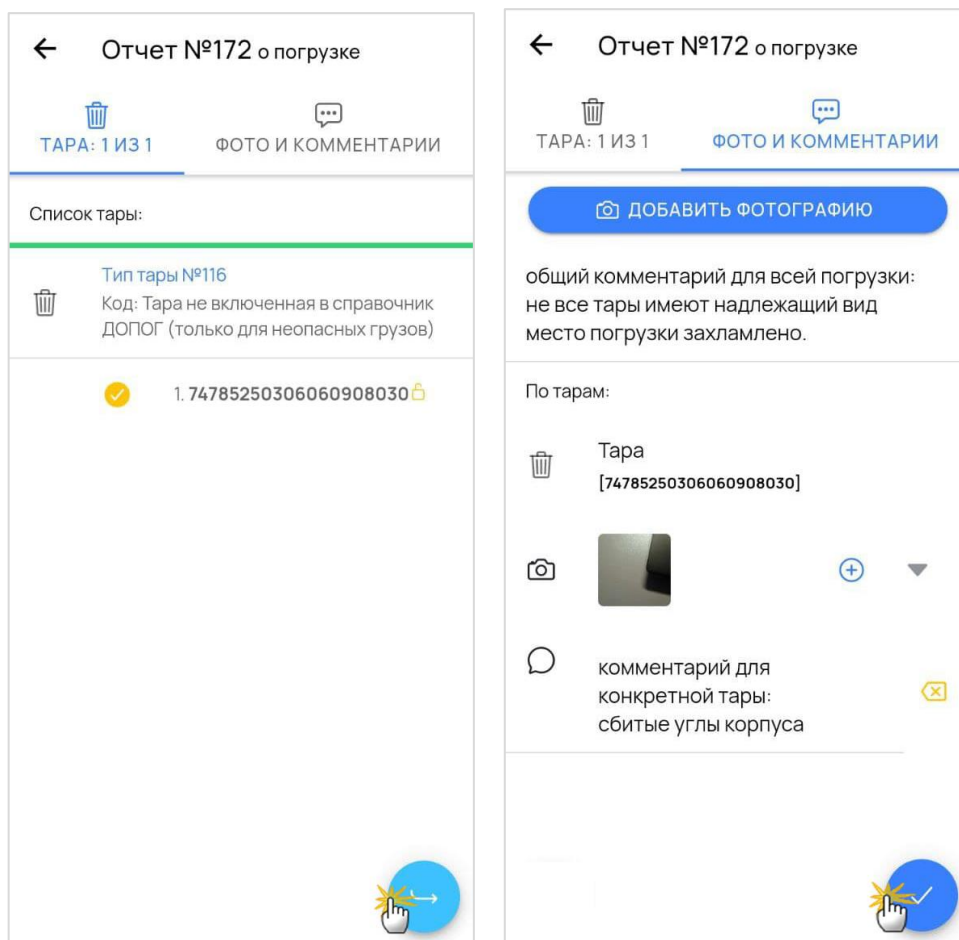 Отчет №172 о погрузке
ТАРА: 1 ИЗ 1
ФОТО И КОММЕНТАРИИ
Список тары:
Тип тары №116
Код: Тара не включенная в справочник
ДОПОГ (только для неопасных грузов)
1. 74785250306060908030
Отчет №172 о погрузке
ТАРА: 1 ИЗ 1
ФОТО И КОММЕНТАРИИ
ДОБАВИТЬ ФОТОГРАФИЮ
общий комментарий для всей погрузки:
не все тары имеют надлежащий вид
место погрузки захламлено.
По тарам:
Тара
[74785250306060908030]
комментарий для
конкретной тары:
сбитые углы корпуса